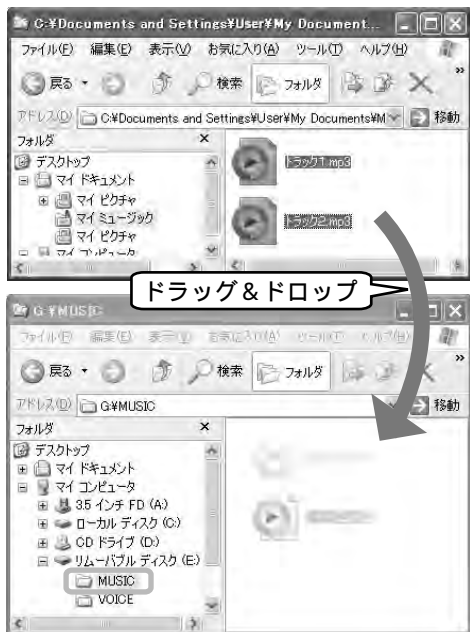 C:¥Documents and Settings¥User¥My Document...
ファイル(F) 編集(E) 表示(V) お気に入り(A) ツール(T) ヘルプ(H)
戻る 検索 フォルダ
アドレス(D) C:¥Documents and Settings¥User¥My Documents¥M 移動
フォルダ ×
デスクトップ
マイ ドキュメント
マイ ピクチャ
マイ ミュージック
マイ ピクチャ
マイ コンピュータ
トラック1.mp3
トラック2.mp3
ドラッグ&ドロップ
G:¥MUSIC
ファイル(F) 編集(E) 表示(V) お気に入り(A) ツール(T) ヘルプ(H)
戻る 検索 フォルダ
アドレス(D) G:¥MUSIC 移動
フォルダ ×
デスクトップ
マイ ドキュメント
マイ コンピュータ
3.5 インチ FD (A:)
ローカル ディスク (C:)
CD ドライブ (D:)
リムーバブル ディスク (E:)
MUSIC
VOICE